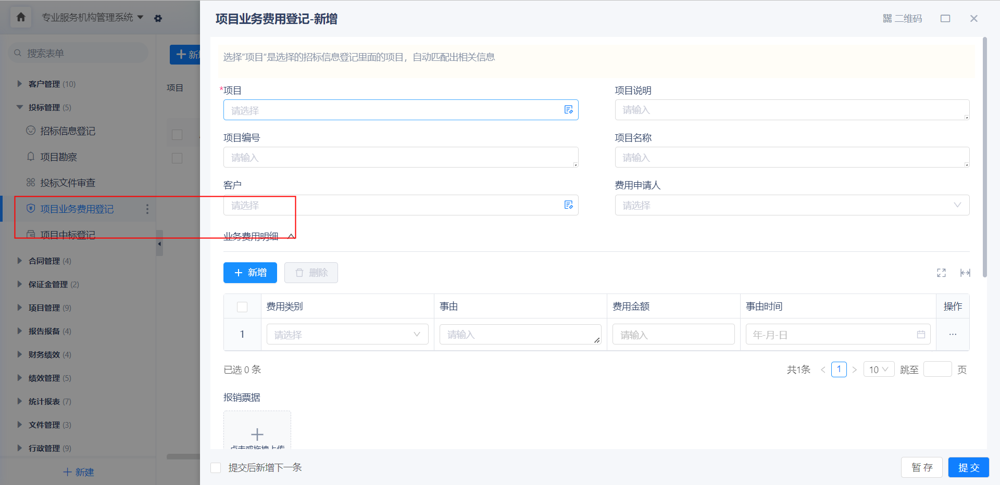 专业服务机构管理系统
搜索表单
客户管理 (10)
投标管理 (5)
招标信息登记
项目勘察
投标文件审查
项目业务费用登记
项目中标登记
合同管理 (4)
保证金管理 (2)
项目管理 (9)
报告报备 (4)
财务绩效 (4)
绩效管理 (5)
统计报表 (7)
文件管理 (3)
行政管理 (9)
新建
项目
项目业务费用登记-新增
二维码
选择"项目"是选择的招标信息登记里面的项目，自动匹配出相关信息
*项目
请选择
项目说明
请输入
项目编号
请输入
项目名称
请输入
客户
请选择
费用申请人
请选择
业务费用明细
新增 删除
费用类别 事由 费用金额 事由时间 操作
1 请选择 请输入 请输入 年-月-日 ...
已选 0 条
共1条 < 1 > 10 跳至 页
报销票据
点击或拖拽上传
提交后新增下一条
暂存 提交